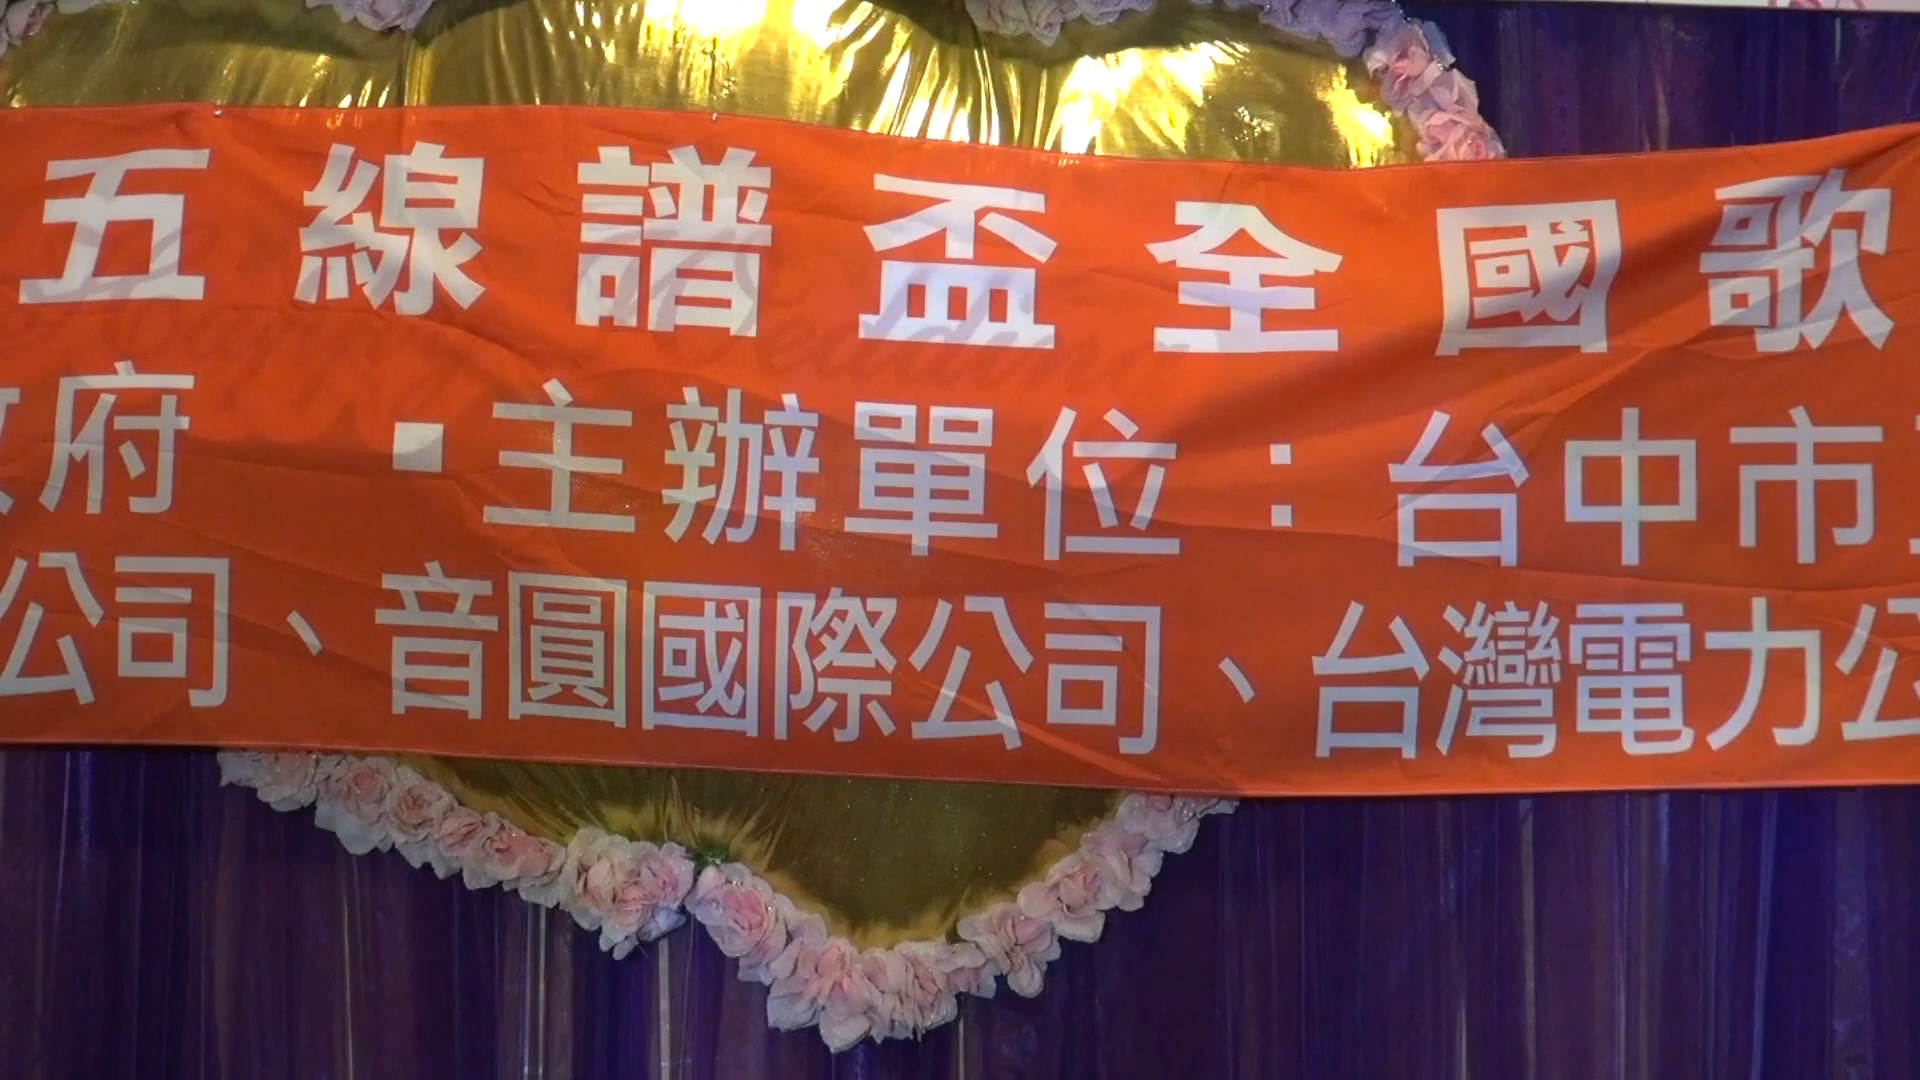 五線譜盃全國歌
府 ▪主辦單位：台中市
公司、音圓國際公司、台灣電力公